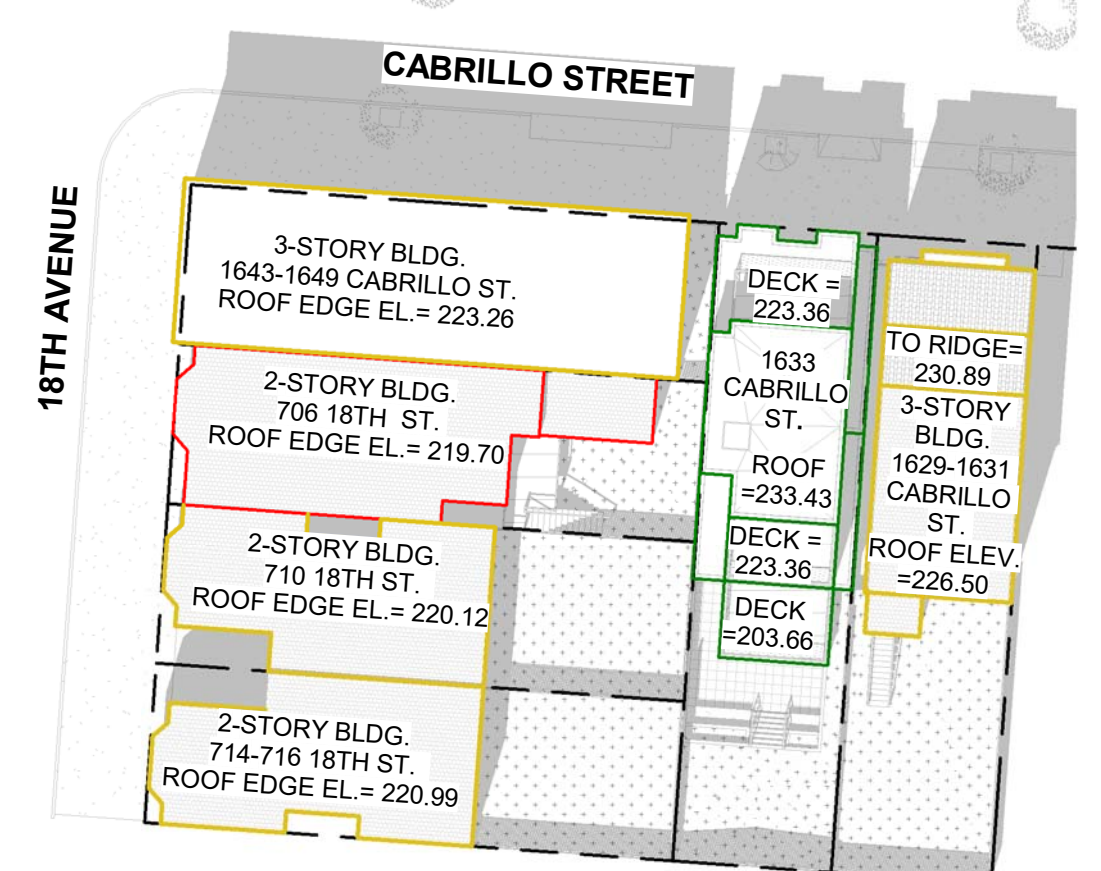 CABRILLO STREET
18TH AVENUE
3-STORY BLDG.
1643-1649 CABRILLO ST.
ROOF EDGE EL.= 223.26
2-STORY BLDG.
706 18TH  ST.
ROOF EDGE EL.= 219.70
2-STORY BLDG.
710 18TH ST.
ROOF EDGE EL.= 220.12
2-STORY BLDG.
714-716 18TH ST.
ROOF EDGE EL.= 220.99
DECK =
223.36
1633
CABRILLO
ST.
ROOF
=233.43
DECK =
223.36
DECK
=203.66
TO RIDGE=
230.89
3-STORY
BLDG.
1629-1631
CABRILLO
ST.
ROOF ELEV.
=226.50